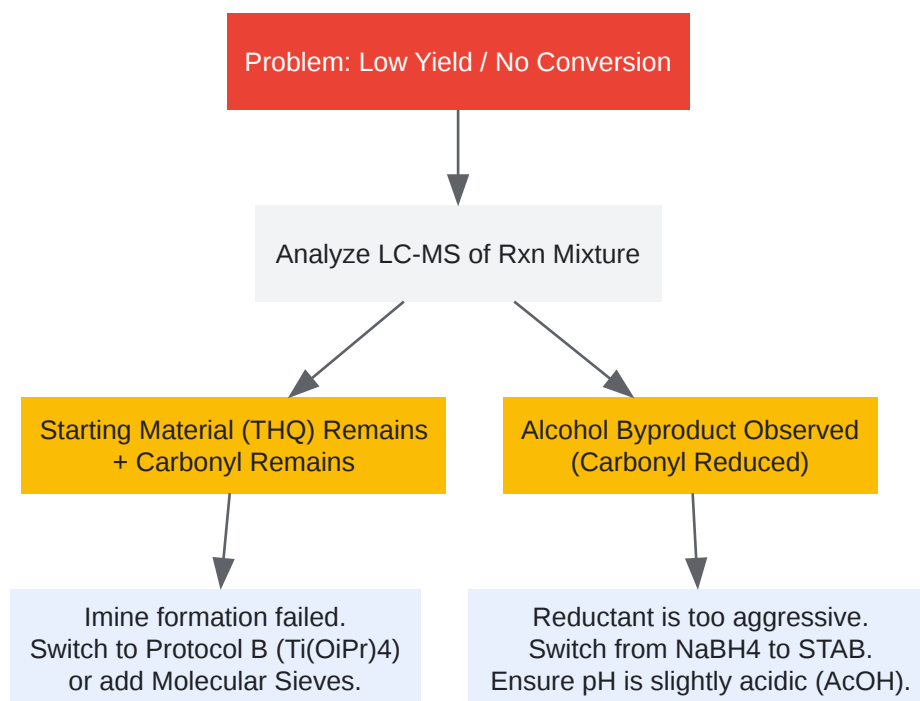 Problem: Low Yield / No Conversion
Analyze LC-MS of Rxn Mixture
Starting Material (THQ) Remains
+ Carbonyl Remains
Alcohol Byproduct Observed
(Carbonyl Reduced)
Imine formation failed.
Switch to Protocol B (Ti(OiPr)4)
or add Molecular Sieves.
Reductant is too aggressive.
Switch from NaBH4 to STAB.
Ensure pH is slightly acidic (AcOH).